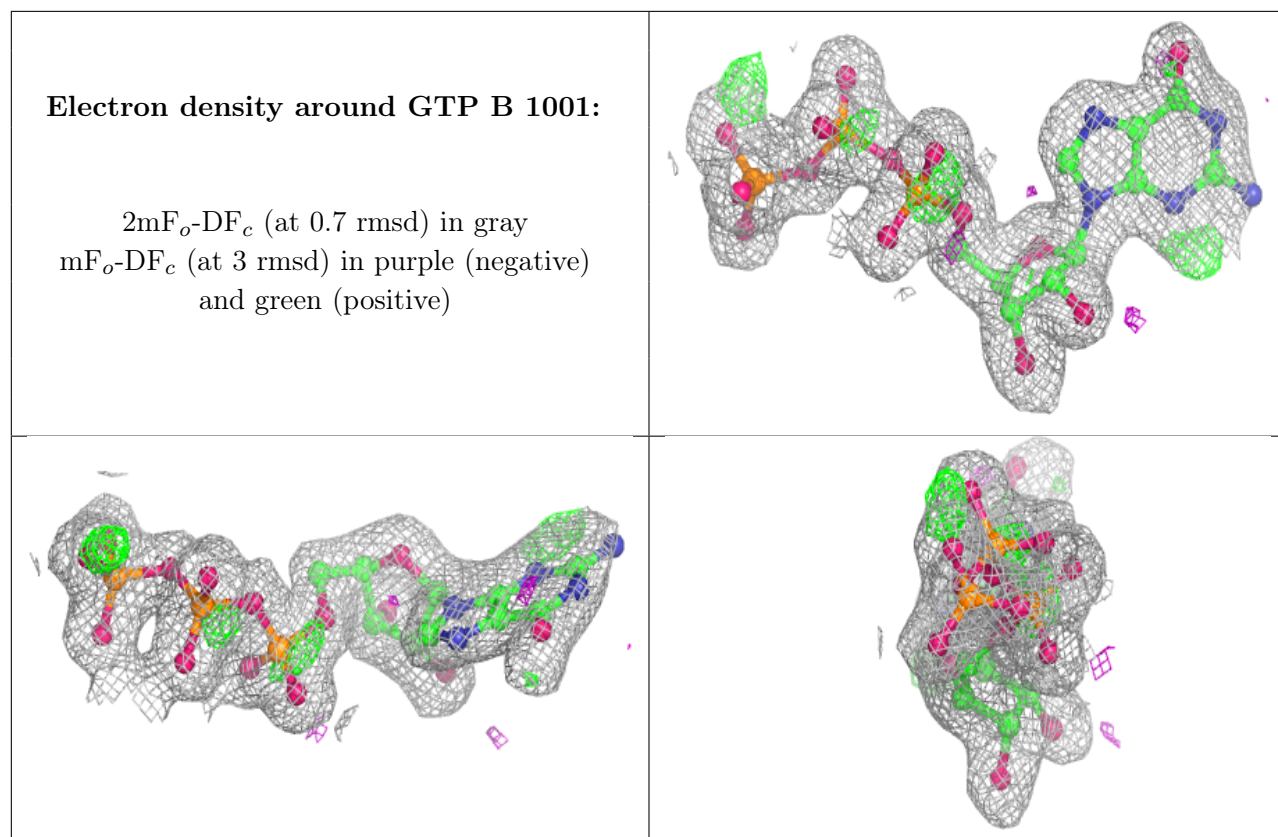 Electron density around GTP B 1001:
2mFₒ-DF𝒸 (at 0.7 rmsd) in gray
mFₒ-DF𝒸 (at 3 rmsd) in purple (negative)
and green (positive)